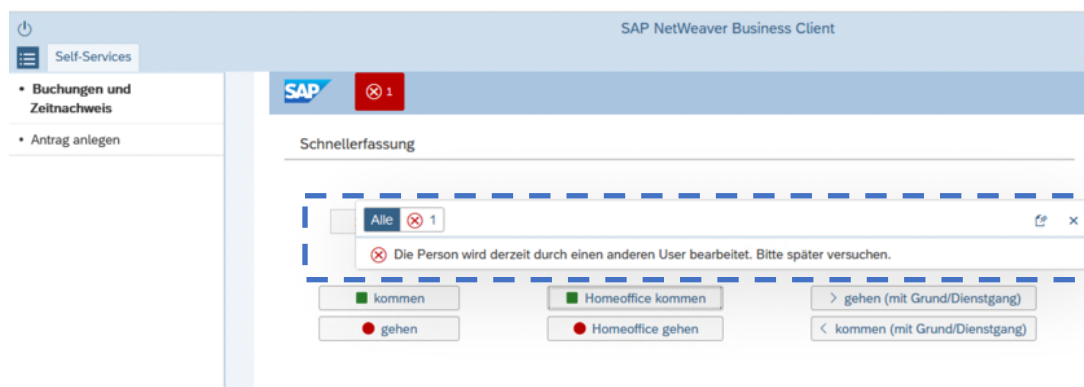 SAP NetWeaver Business Client
Self-Services
• Buchungen und
Zeitnachweis
• Antrag anlegen
SAP
1
Schnellerfassung
Alle 1
Die Person wird derzeit durch einen anderen User bearbeitet. Bitte später versuchen.
kommen Homeoffice kommen > gehen (mit Grund/Dienstgang)
gehen Homeoffice gehen < kommen (mit Grund/Dienstgang)